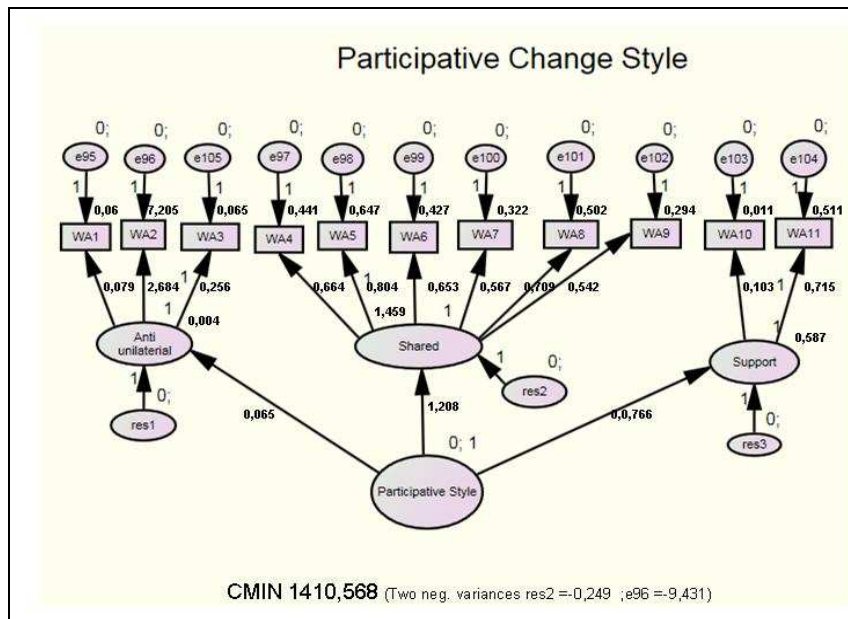 Participative Change Style
0; 0; 0; 0; 0; 0; 0; 0; 0; 0; 0;
e95 e96 e105 e97 e98 e99 e100 e101 e102 e103 e104
1 1 1 1 1 1 1 1 1 1 1
0,06 7,205 0,065 0,441 0,647 0,427 0,322 0,502 0,294 0,011 0,511
WA1 WA2 WA3 WA4 WA5 WA6 WA7 WA8 WA9 WA10 WA11
0,079 2,684 0,256 1 0,664 0,804 0,653 0,567 0,709 0,542 0,103 1 0,715
1 0,004 1,459 1 1 0,587
Anti
unilaterial
Shared
Support
1 0; 1 0; 1 0;
res1 res2 res3
0,065 1,208 0,0,766
0; 1
Participative Style
CMIN 1410,568 (Two neg. variances res2 =-0,249 ;e96 =-9,431)